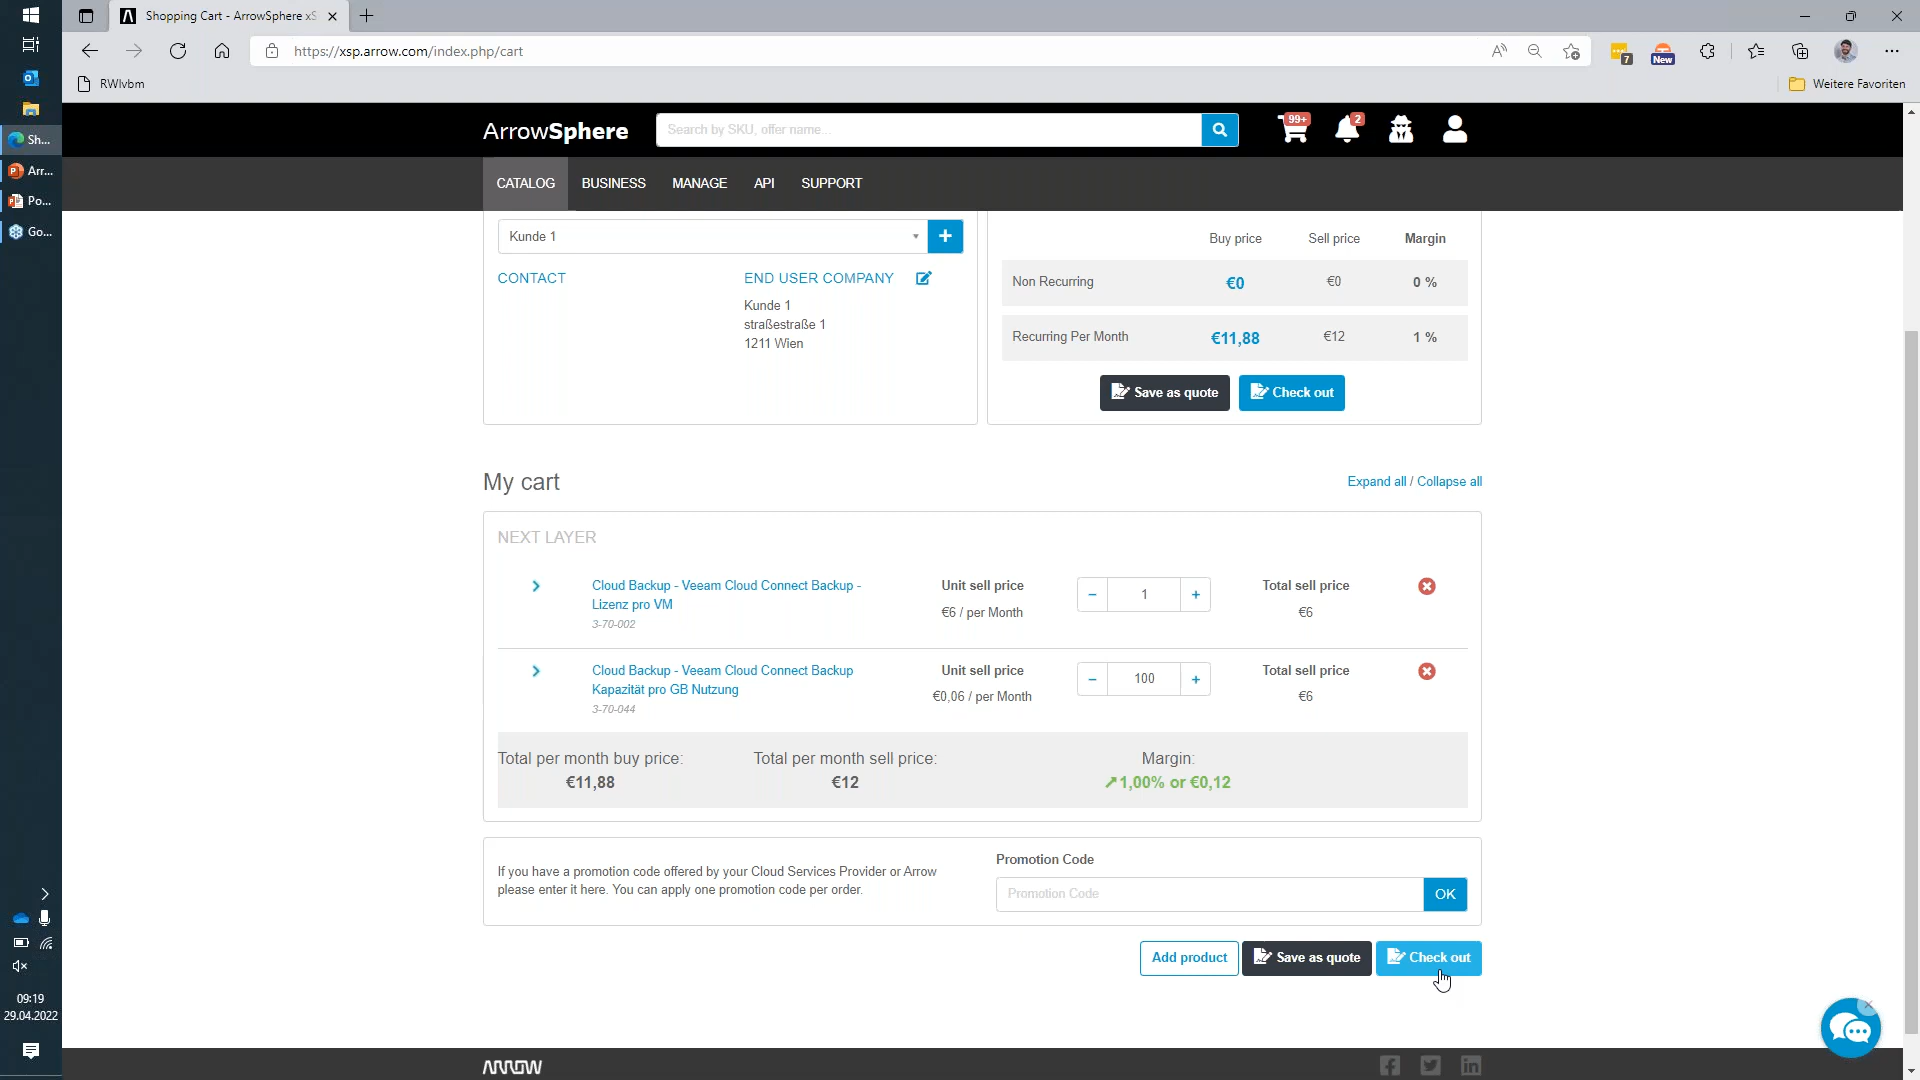 Shopping Cart - ArrowSphere xS
https://xsp.arrow.com/index.php/cart
7
New
RWlvbm
Weitere Favoriten
Sh...
Arr...
Po...
Go...
ArrowSphere
Search by SKU, offer name...
99+
2
CATALOG BUSINESS MANAGE API SUPPORT
Kunde 1
+
CONTACT
END USER COMPANY
Kunde 1
straßestraße 1
1211 Wien
Buy price Sell price Margin
Non Recurring €0 €0 0 %
Recurring Per Month €11,88 €12 1 %
Save as quote Check out
My cart
Expand all / Collapse all
NEXT LAYER
Cloud Backup - Veeam Cloud Connect Backup -
Lizenz pro VM
3-70-002
Unit sell price
€6 / per Month
− 1 +
Total sell price
€6
Cloud Backup - Veeam Cloud Connect Backup
Kapazität pro GB Nutzung
3-70-044
Unit sell price
€0,06 / per Month
− 100 +
Total sell price
€6
Total per month buy price:
€11,88
Total per month sell price:
€12
Margin:
1,00% or €0,12
If you have a promotion code offered by your Cloud Services Provider or Arrow
please enter it here. You can apply one promotion code per order.
Promotion Code
Promotion Code
OK
Add product Save as quote Check out
09:19
29.04.2022
ARROW